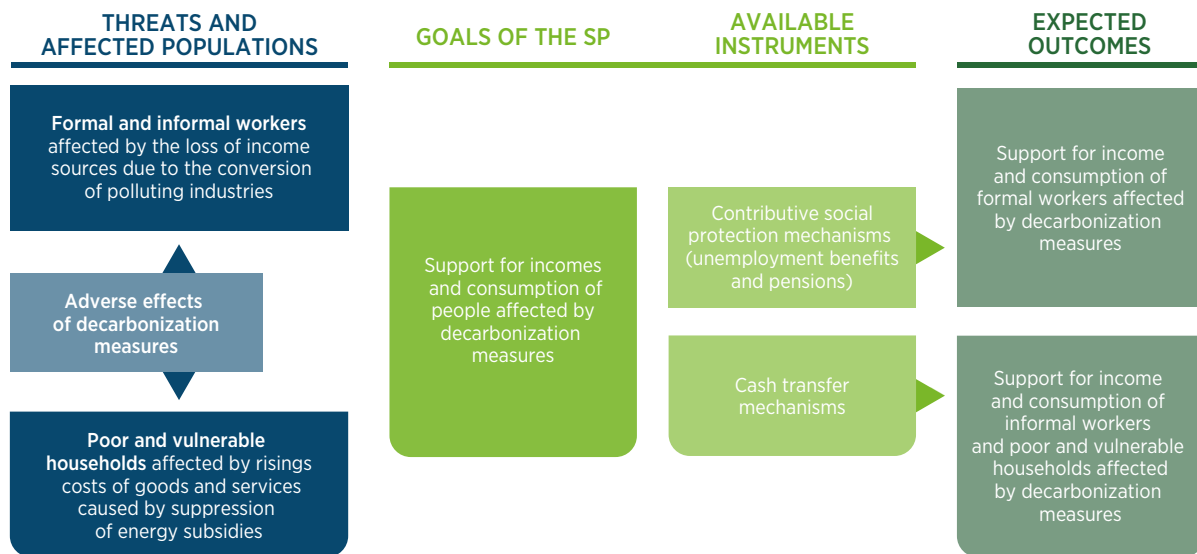 THREATS AND
AFFECTED POPULATIONS
GOALS OF THE SP
AVAILABLE
INSTRUMENTS
EXPECTED
OUTCOMES
Formal and informal workers
affected by the loss of income
sources due to the conversion
of polluting industries
Adverse effects
of decarbonization
measures
Poor and vulnerable
households affected by risings
costs of goods and services
caused by suppression
of energy subsidies
Support for incomes
and consumption of
people affected by
decarbonization
measures
Contributive social
protection mechanisms
(unemployment benefits
and pensions)
Cash transfer
mechanisms
Support for income
and consumption of
formal workers affected
by decarbonization
measures
Support for income
and consumption of
informal workers
and poor and vulnerable
households affected
by decarbonization
measures